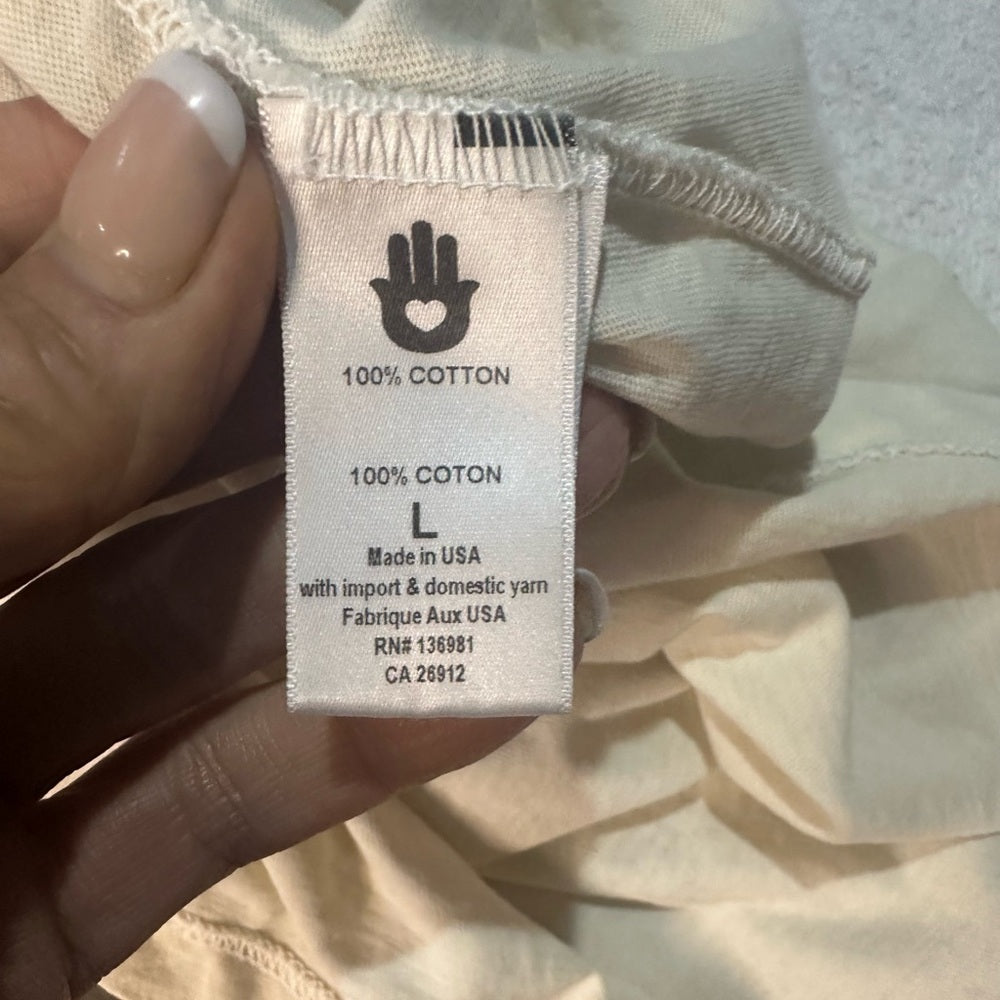 100% COTTON
100% COTON
L
Made in USA
with import & domestic yarn
Fabrique Aux USA
RN# 136981
CA 26912